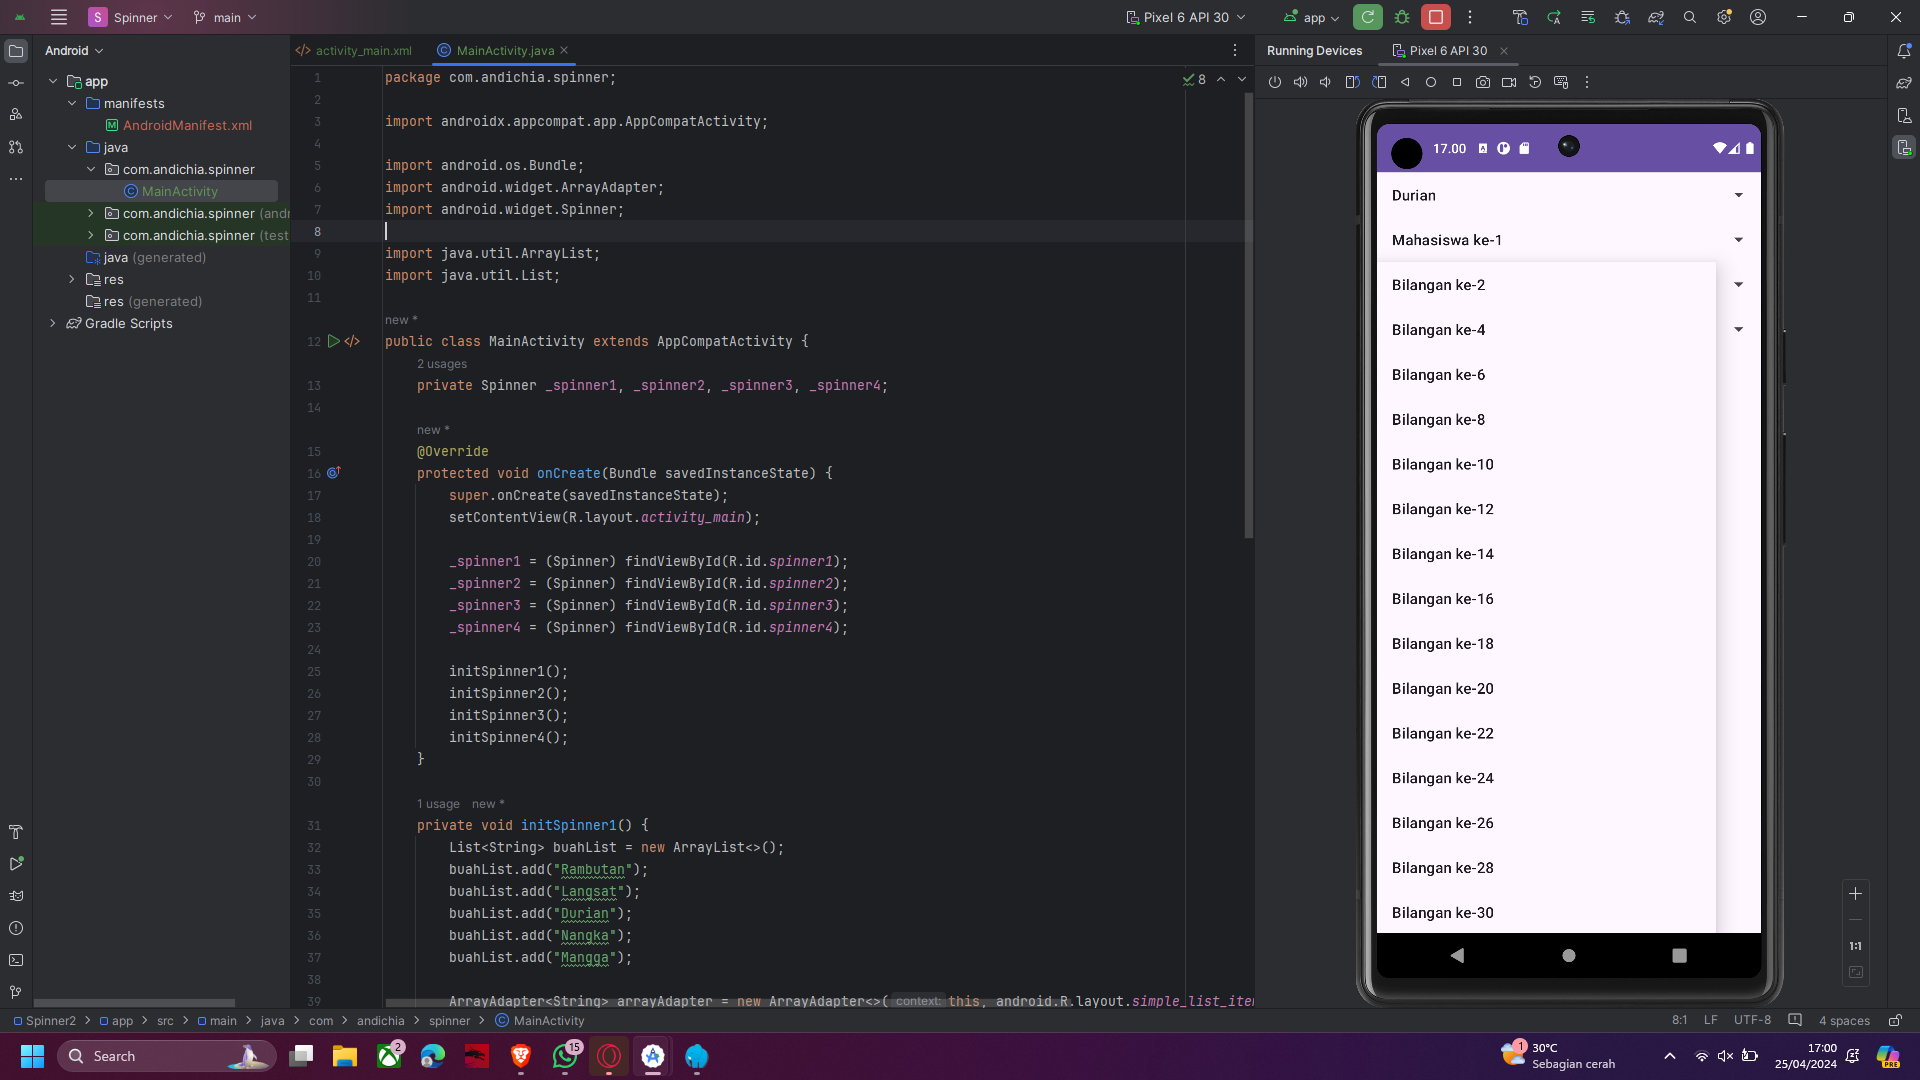 S Spinner main Pixel 6 API 30 app
Android activity_main.xml MainActivity.java Running Devices Pixel 6 API 30
app
manifests
AndroidManifest.xml
java
com.andichia.spinner
MainActivity
com.andichia.spinner (andr
com.andichia.spinner (test
java (generated)
res
res (generated)
Gradle Scripts
8
1 package com.andichia.spinner;
2
3 import androidx.appcompat.app.AppCompatActivity;
4
5 import android.os.Bundle;
6 import android.widget.ArrayAdapter;
7 import android.widget.Spinner;
8
9 import java.util.ArrayList;
10 import java.util.List;
11
new *
12 public class MainActivity extends AppCompatActivity {
2 usages
13 private Spinner _spinner1, _spinner2, _spinner3, _spinner4;
14
new *
15 @Override
16 protected void onCreate(Bundle savedInstanceState) {
17 super.onCreate(savedInstanceState);
18 setContentView(R.layout.activity_main);
19
20 _spinner1 = (Spinner) findViewById(R.id.spinner1);
21 _spinner2 = (Spinner) findViewById(R.id.spinner2);
22 _spinner3 = (Spinner) findViewById(R.id.spinner3);
23 _spinner4 = (Spinner) findViewById(R.id.spinner4);
24
25 initSpinner1();
26 initSpinner2();
27 initSpinner3();
28 initSpinner4();
29 }
30
1 usage new *
31 private void initSpinner1() {
32 List<String> buahList = new ArrayList<>();
33 buahList.add("Rambutan");
34 buahList.add("Langsat");
35 buahList.add("Durian");
36 buahList.add("Nangka");
37 buahList.add("Mangga");
38
39 ArrayAdapter<String> arrayAdapter = new ArrayAdapter<>( context: this, android.R.layout.simple_list_iter
17.00
Durian
Mahasiswa ke-1
Bilangan ke-2
Bilangan ke-4
Bilangan ke-6
Bilangan ke-8
Bilangan ke-10
Bilangan ke-12
Bilangan ke-14
Bilangan ke-16
Bilangan ke-18
Bilangan ke-20
Bilangan ke-22
Bilangan ke-24
Bilangan ke-26
Bilangan ke-28
Bilangan ke-30
1:1
Spinner2 > app > src > main > java > com > andichia > spinner > MainActivity 8:1 LF UTF-8 4 spaces
Search 2 15 1 30°C Sebagian cerah 17:00 25/04/2024 PRE